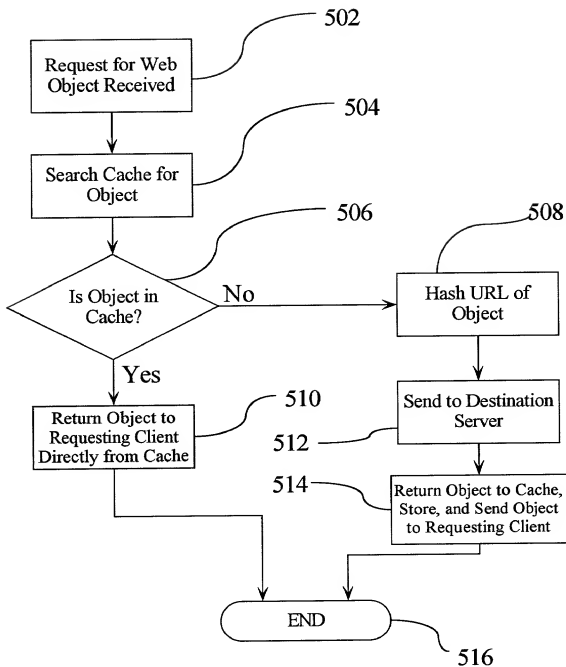 502
Request for Web
Object Received
504
Search Cache for
Object
506
508
Is Object in
Cache?
No
Hash URL of
Object
Yes
510
Return Object to
Requesting Client
Directly from Cache
Send to Destination
Server
512
514
Return Object to Cache,
Store, and Send Object
to Requesting Client
END
516